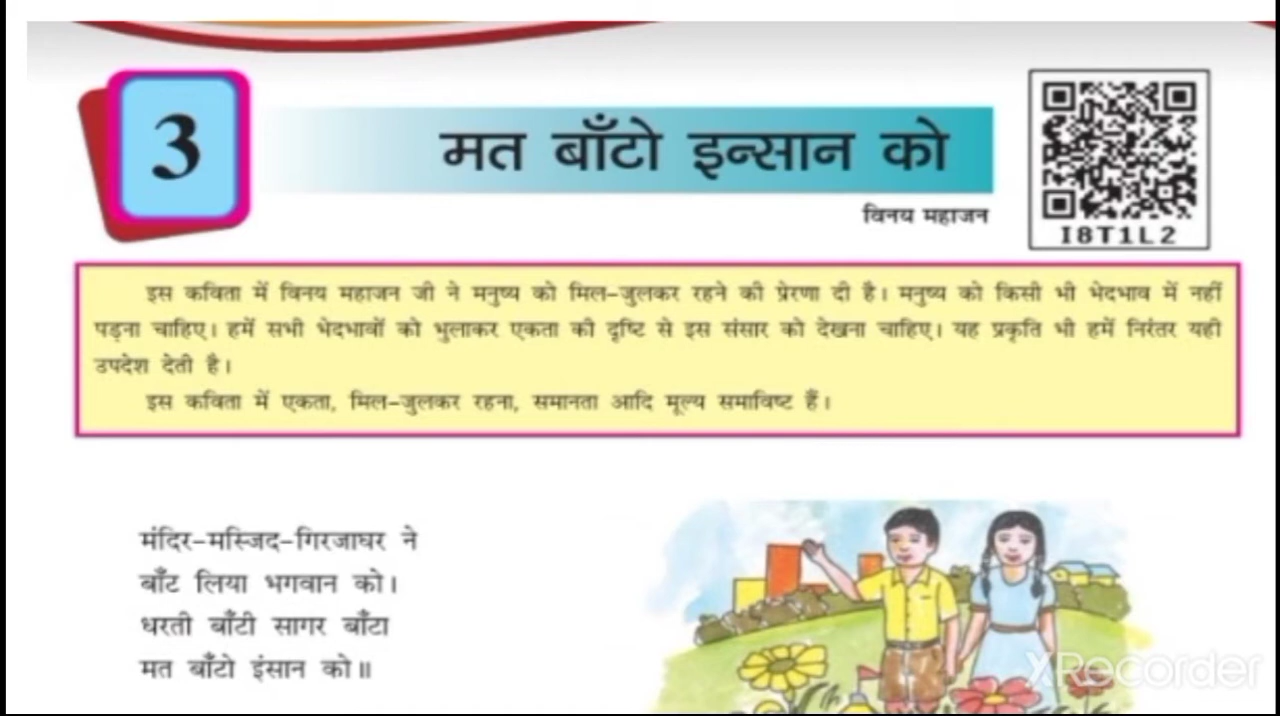 3
मत बाँटो इन्सान को
विनय महाजन
I8T1L2
इस कविता में विनय महाजन जी ने मनुष्य को मिल-जुलकर रहने की प्रेरणा दी है। मनुष्य को किसी भी भेदभाव में नहीं
पड़ना चाहिए। हमें सभी भेदभावों को भुलाकर एकता की दृष्टि से इस संसार को देखना चाहिए। यह प्रकृति भी हमें निरंतर यही
उपदेश देती है।
इस कविता में एकता, मिल-जुलकर रहना, समानता आदि मूल्य समाविष्ट हैं।
मंदिर-मस्जिद-गिरजाघर ने
बाँट लिया भगवान को।
धरती बाँटी सागर बाँटा
मत बाँटो इंसान को॥
XRecorder